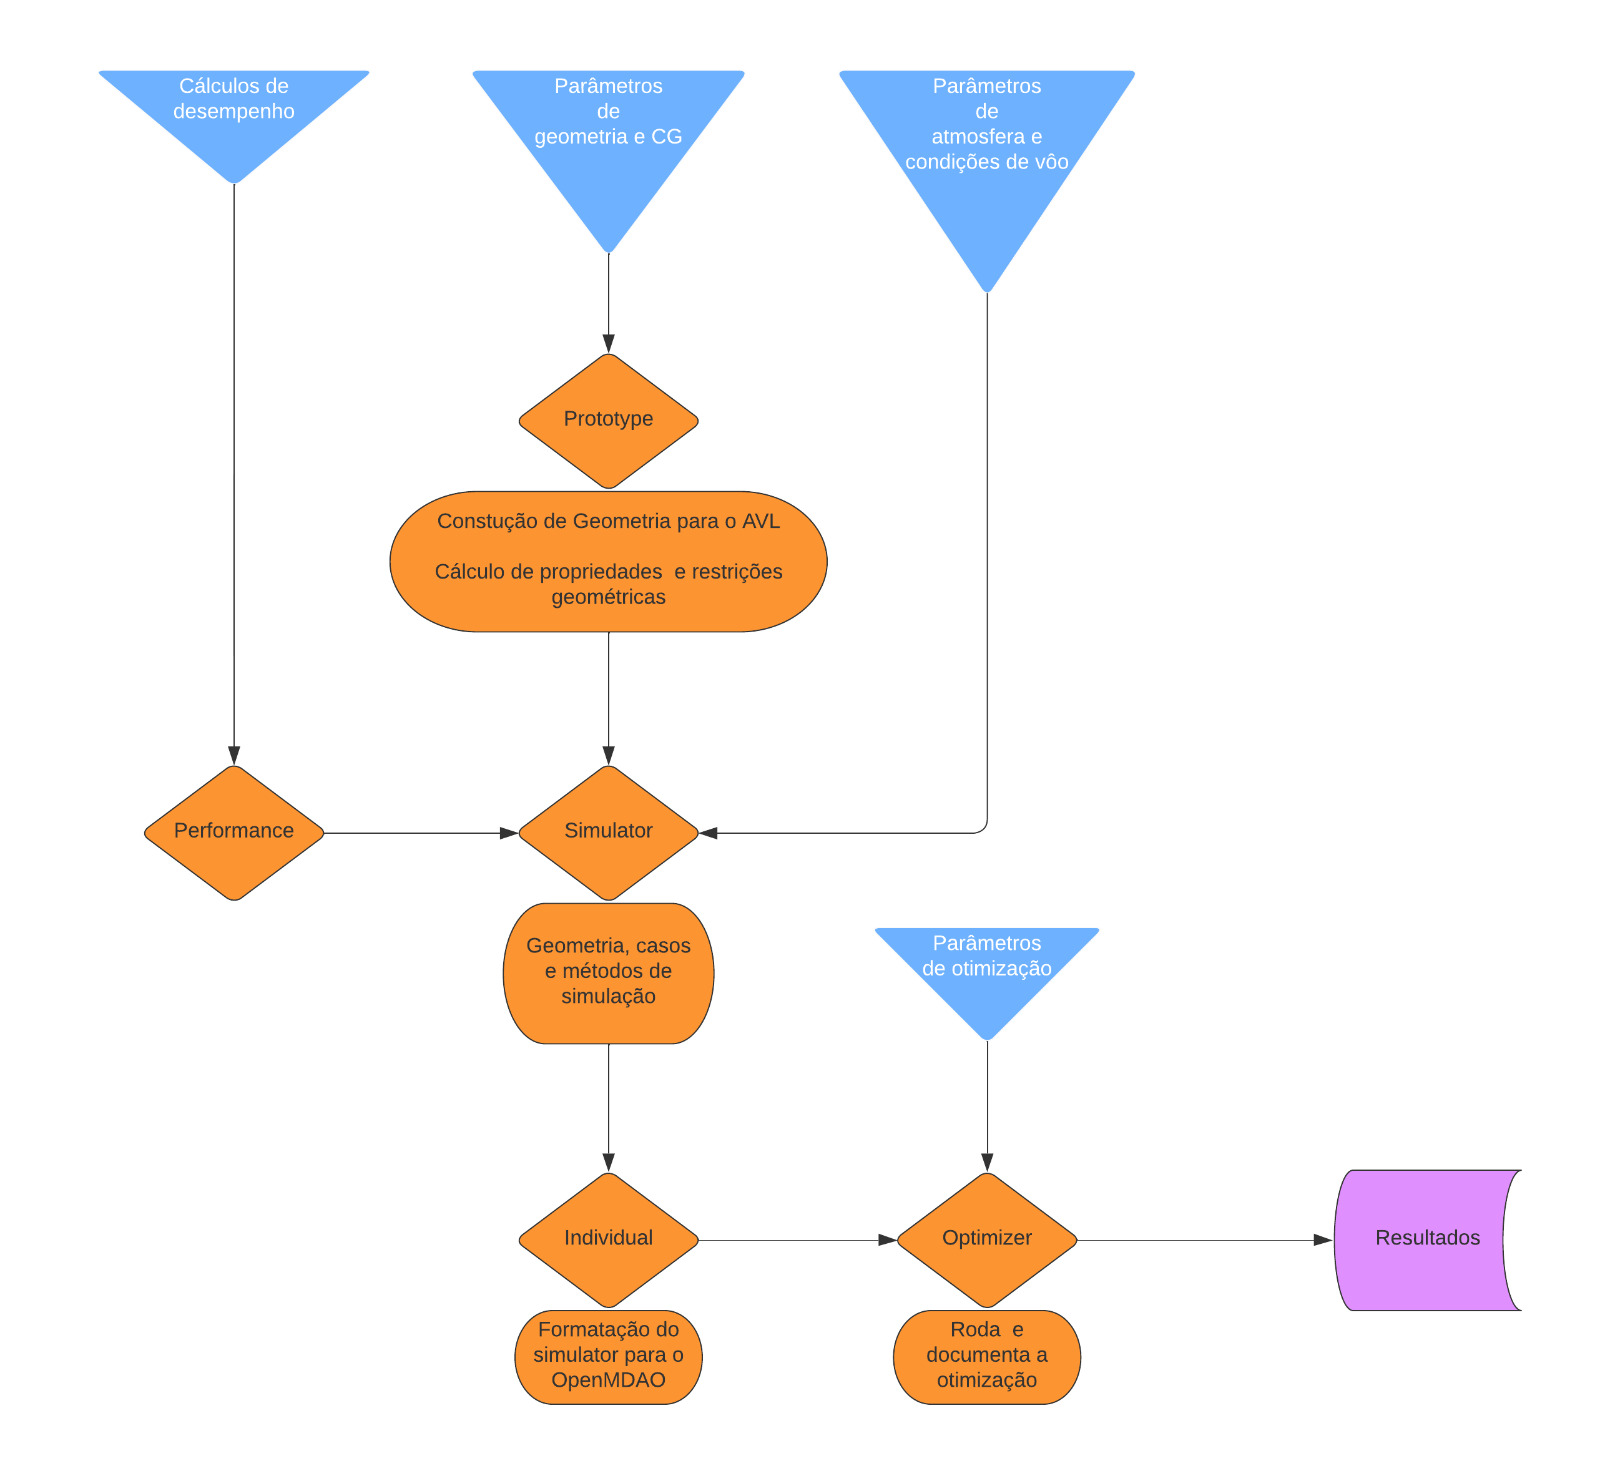 Cálculos de
desempenho
Parâmetros
de
geometria e CG
Parâmetros
de
atmosfera e
condições de vôo
Prototype
Constução de Geometria para o AVL
Cálculo de propriedades  e restrições
geométricas
Performance
Simulator
Geometria, casos
e métodos de
simulação
Parâmetros
de otimização
Individual
Optimizer
Resultados
Formatação do
simulator para o
OpenMDAO
Roda  e
documenta a
otimização